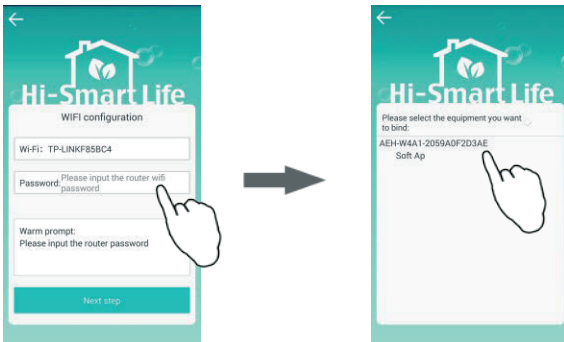 Hi-Smart Life
WIFI configuration
Wi-Fi: TP-LINKF85BC4
Password: Please input the router wifi
password
Warm prompt:
Please input the router password
Next step
Hi-Smart Life
Please select the equipment you want
to bind:
AEH-W4A1-2059A0F2D3AE
Soft Ap